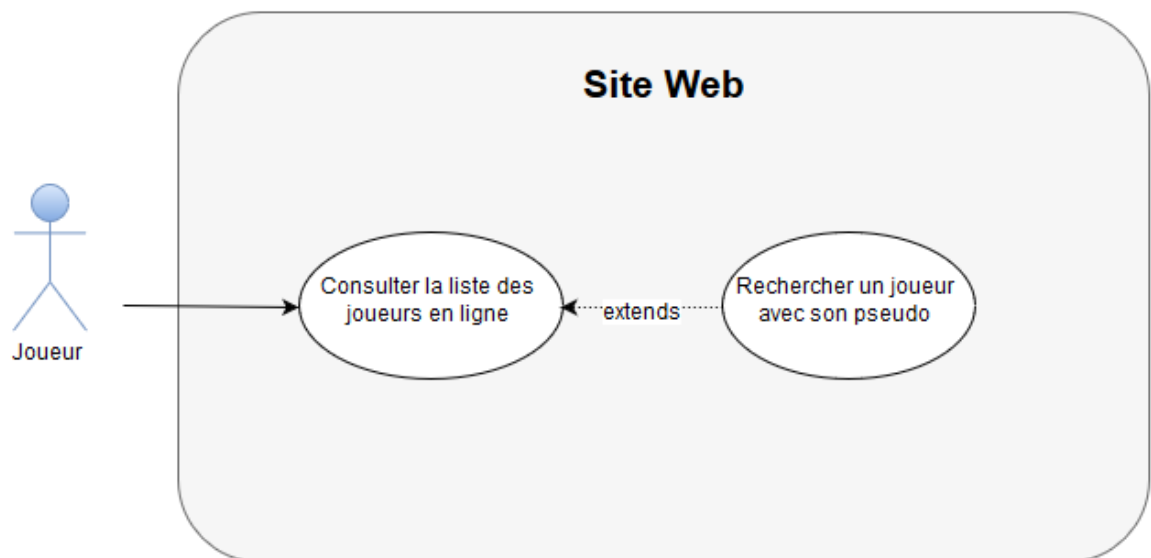 Site Web
Consulter la liste des
joueurs en ligne
extends
Rechercher un joueur
avec son pseudo
Joueur